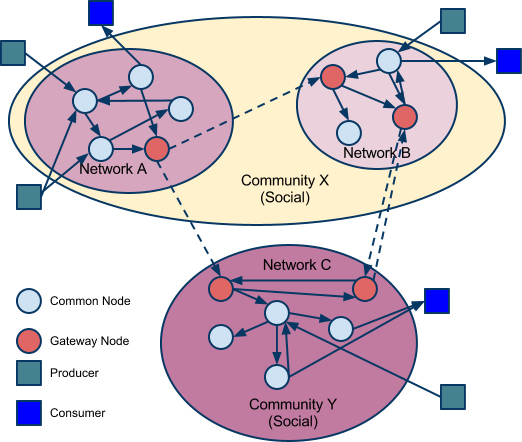 Network A
Network B
Community X
(Social)
Network C
Common Node
Gateway Node
Producer
Consumer
Community Y
(Social)